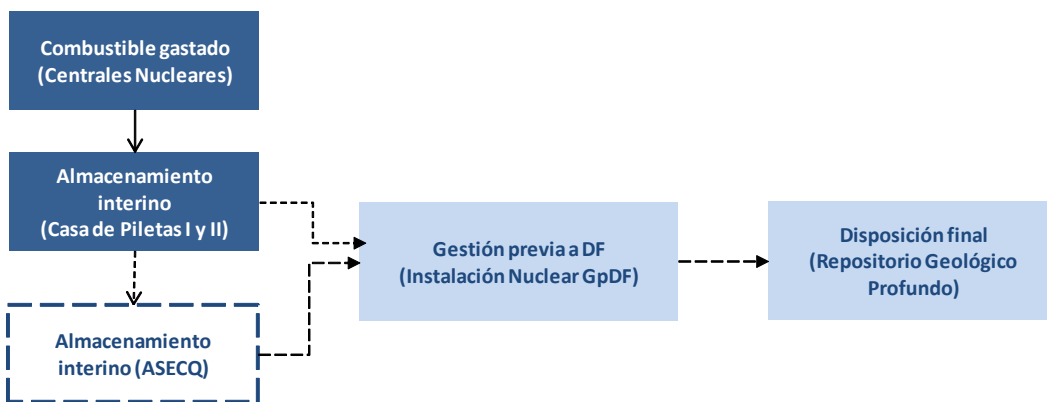 Combustible gastado
(Centrales Nucleares)
Almacenamiento
interino
(Casa de Piletas I y II)
Almacenamiento
interino (ASECQ)
Gestión previa a DF
(Instalación Nuclear GpDF)
Disposición final
(Repositorio Geológico
Profundo)